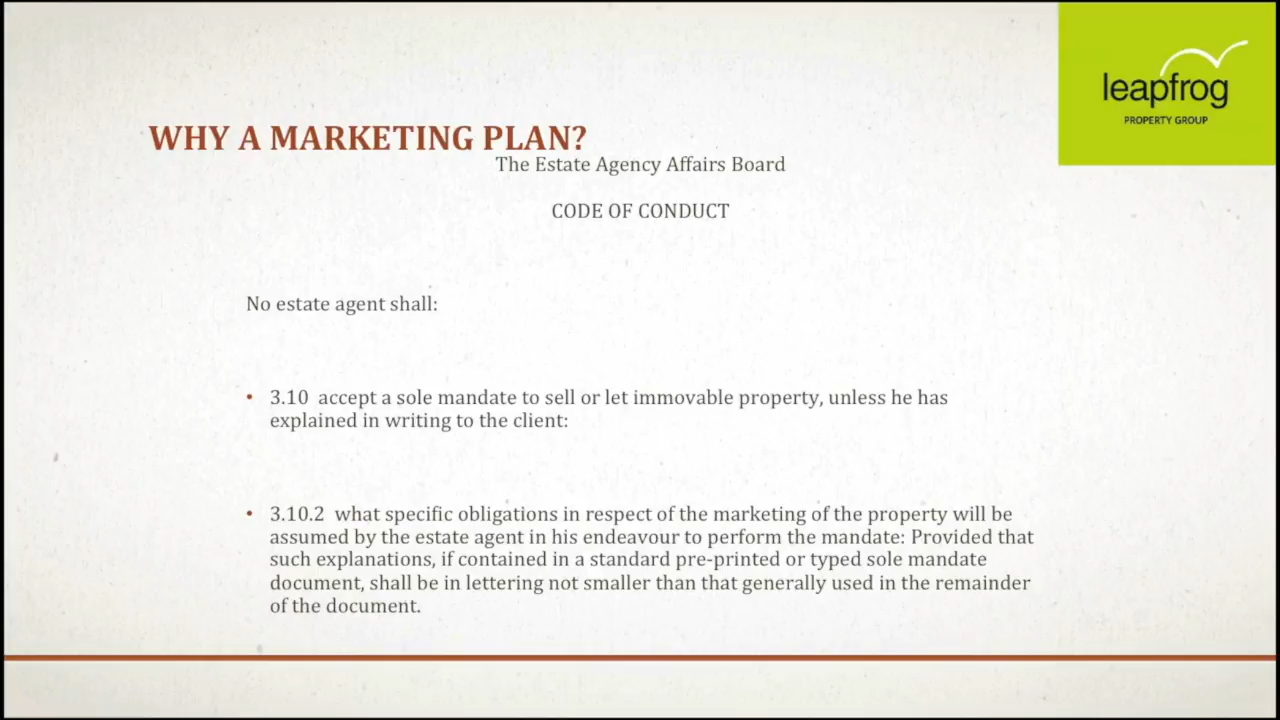 leapfrog
PROPERTY GROUP
WHY A MARKETING PLAN?
The Estate Agency Affairs Board
CODE OF CONDUCT
No estate agent shall:
• 3.10 accept a sole mandate to sell or let immovable property, unless he has
explained in writing to the client:
• 3.10.2 what specific obligations in respect of the marketing of the property will be
assumed by the estate agent in his endeavour to perform the mandate: Provided that
such explanations, if contained in a standard pre-printed or typed sole mandate
document, shall be in lettering not smaller than that generally used in the remainder
of the document.